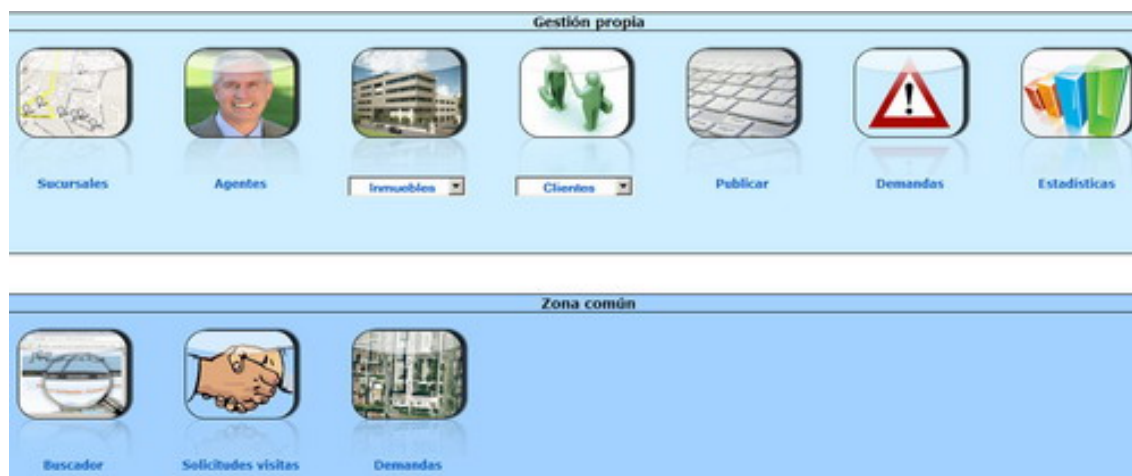 Gestión propia
Sucursales
Agentes
Inmuebles
Clientes
Publicar
Demandas
Estadísticas
Zona común
Buscador
Solicitudes visitas
Demandas